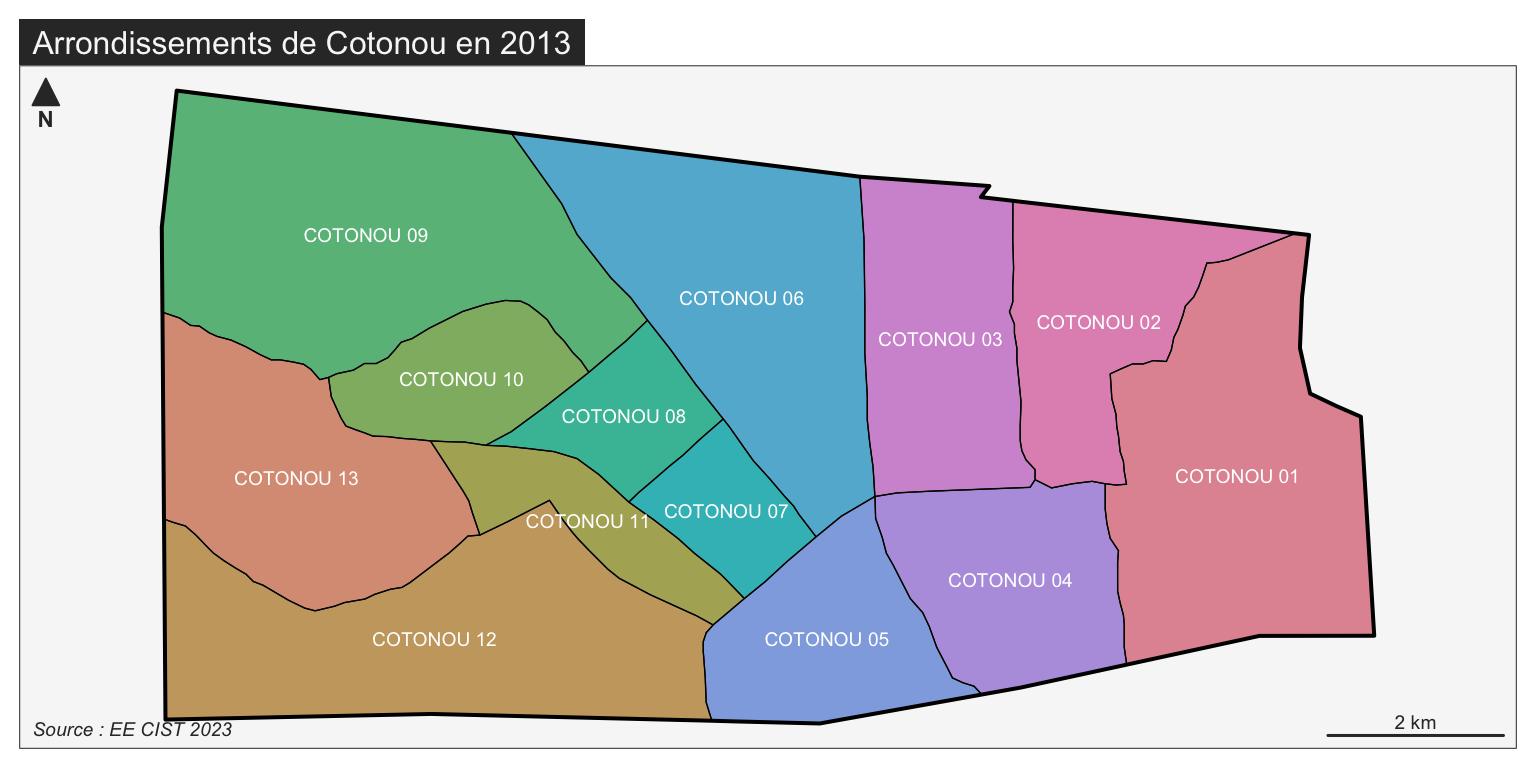 Arrondissements de Cotonou en 2013
N
COTONOU 09
COTONOU 06
COTONOU 02
COTONOU 03
COTONOU 10
COTONOU 08
COTONOU 01
COTONOU 13
COTONOU 07
COTONOU 11
COTONOU 04
COTONOU 12
COTONOU 05
2 km
Source : EE CIST 2023